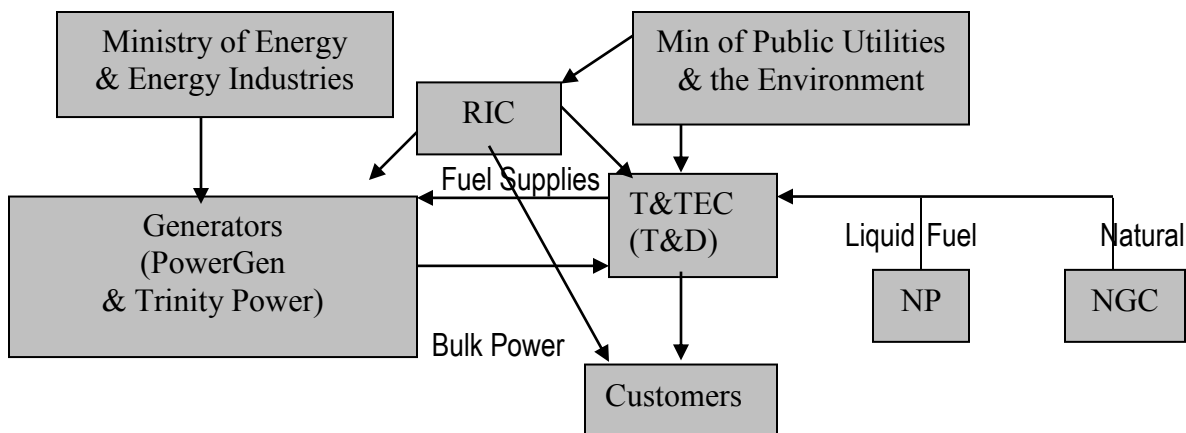 Ministry of Energy
& Energy Industries
Min of Public Utilities
& the Environment
RIC
Fuel Supplies
Generators
(PowerGen
& Trinity Power)
T&TEC
(T&D)
Liquid Fuel
Natural
NP
NGC
Bulk Power
Customers